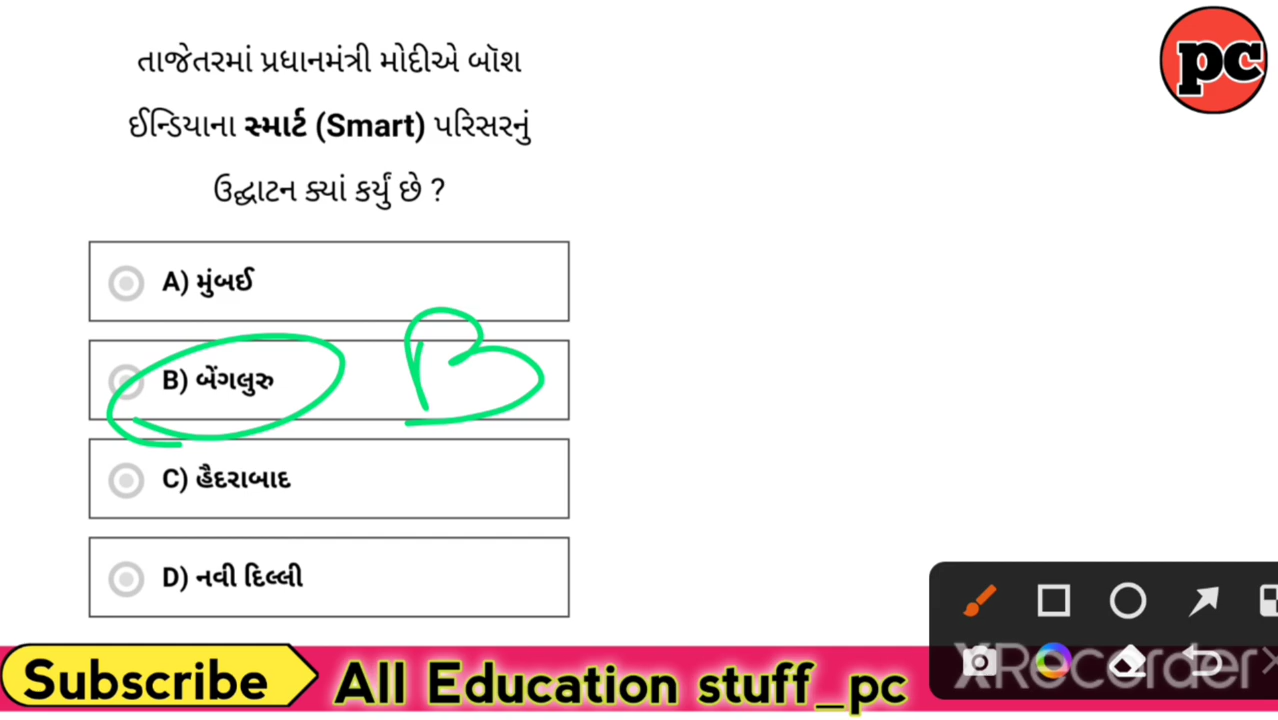 pc
તાજેતરમાં પ્રધાનમંત્રી મોદીએ બૉશ
ઈન્ડિયાના સ્માર્ટ (Smart) પરિસરનું
ઉદ્ઘાટન ક્યાં કર્યું છે ?
A) મુંબઈ
B) બેંગલુરુ
B
C) હૈદરાબાદ
D) નવી દિલ્લી
XRecorder
Subscribe All Education stuff_pc